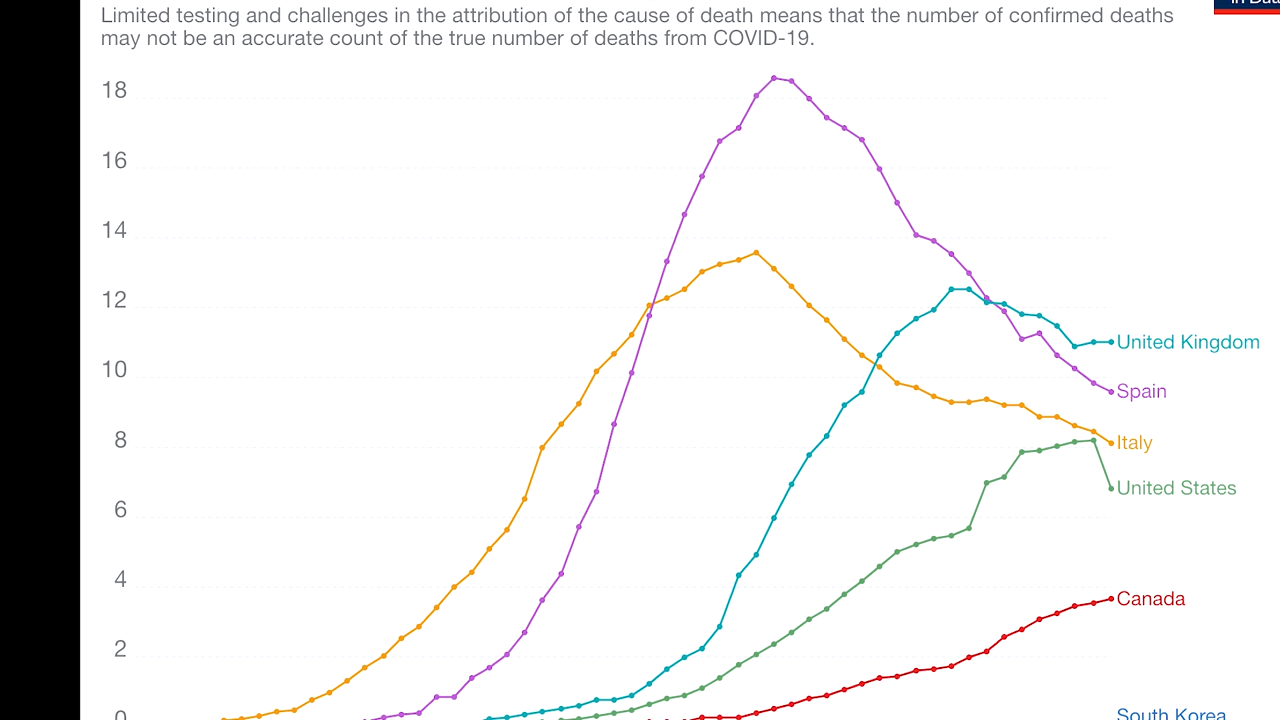 in Data
Limited testing and challenges in the attribution of the cause of death means that the number of confirmed deaths
may not be an accurate count of the true number of deaths from COVID-19.
18
16
14
12
10
8
6
4
2
0
United Kingdom
Spain
Italy
United States
Canada
South Korea